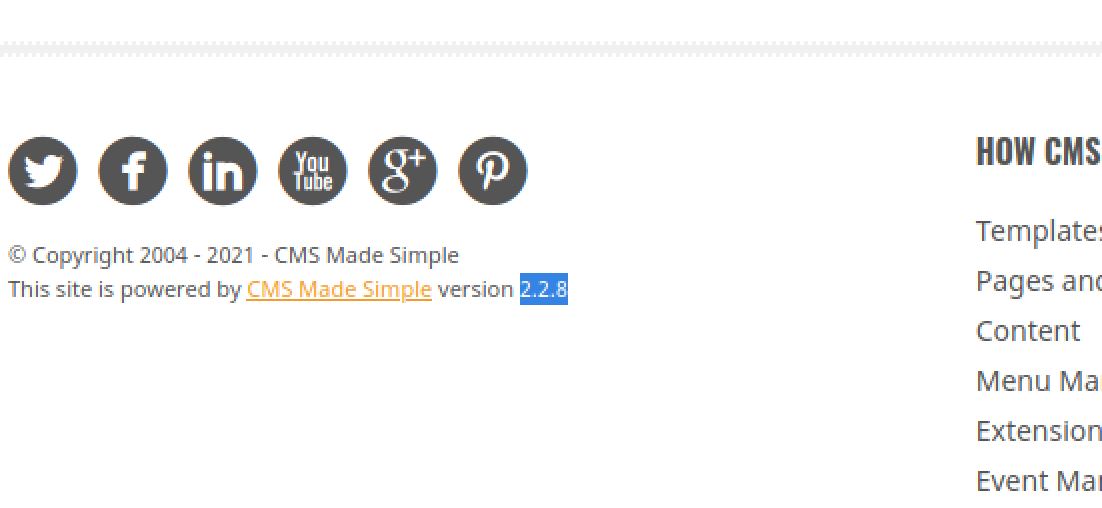 You
Tube
g+
© Copyright 2004 - 2021 - CMS Made Simple
This site is powered by CMS Made Simple version 2.2.8
HOW CMS
Templates
Pages and
Content
Menu Ma
Extension
Event Mar